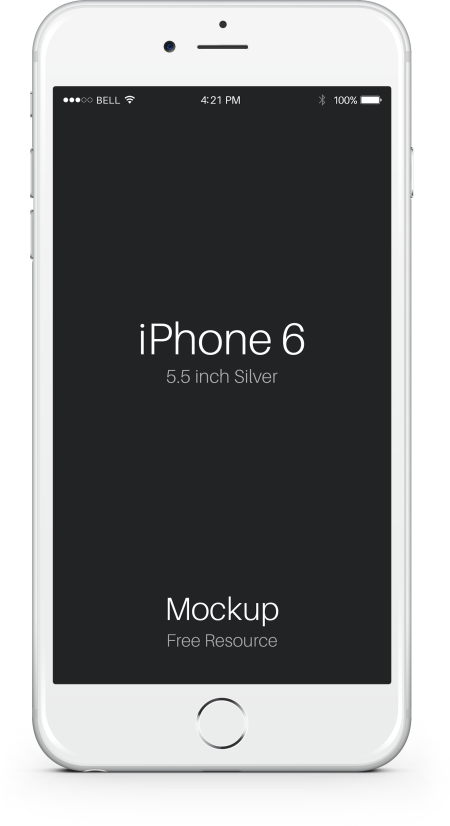 BELL 4:21 PM 100%
iPhone 6
5.5 inch Silver
Mockup
Free Resource